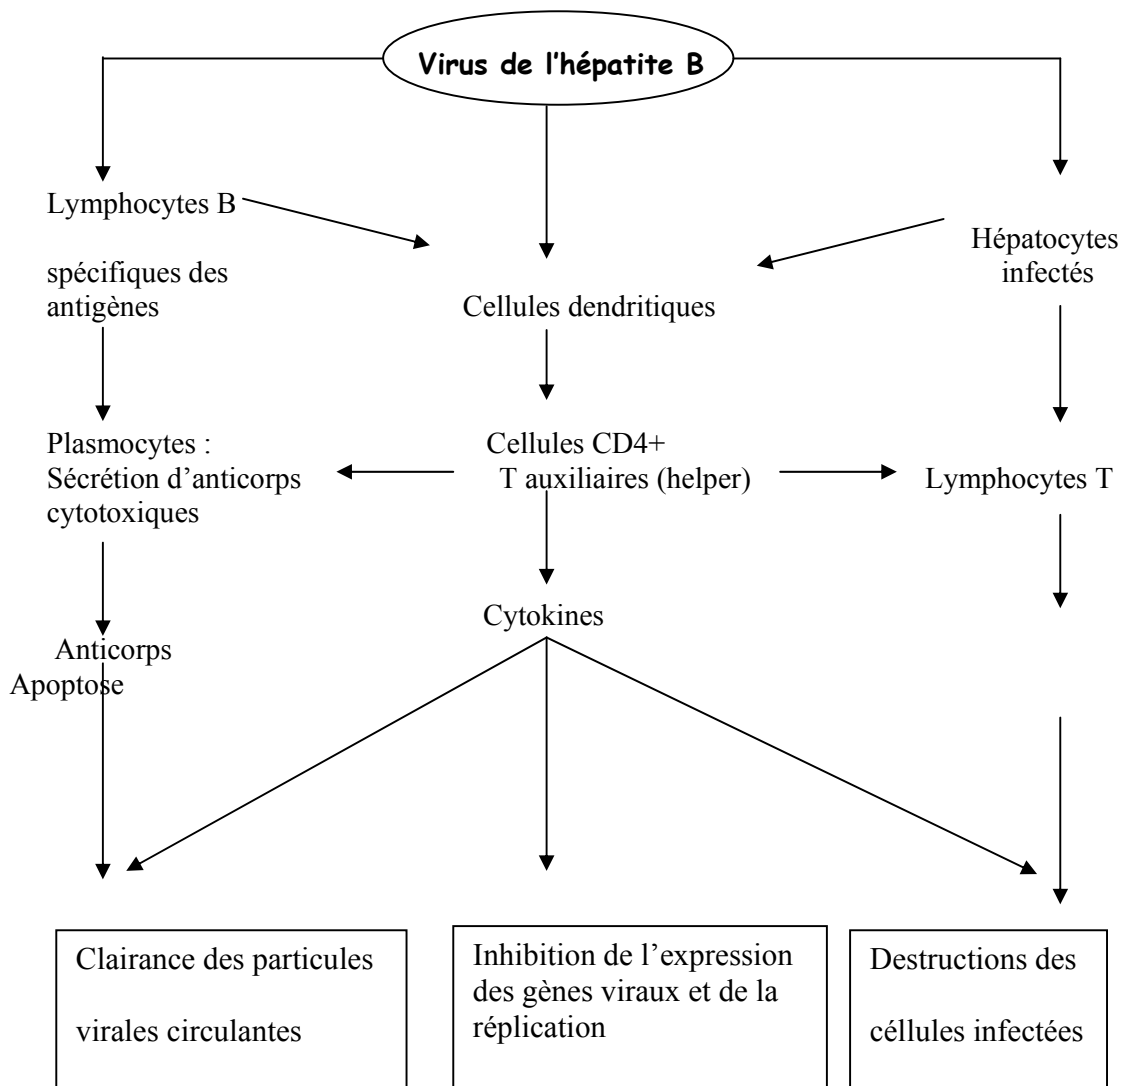 Virus de l'hépatite B
Lymphocytes B
spécifiques des
antigènes
Cellules dendritiques
Hépatocytes
infectés
Plasmocytes :
Sécrétion d'anticorps
cytotoxiques
Cellules CD4+
T auxiliaires (helper)
Lymphocytes T
Cytokines
Anticorps
Apoptose
Clairance des particules
virales circulantes
Inhibition de l'expression
des gènes viraux et de la
réplication
Destructions des
céllules infectées